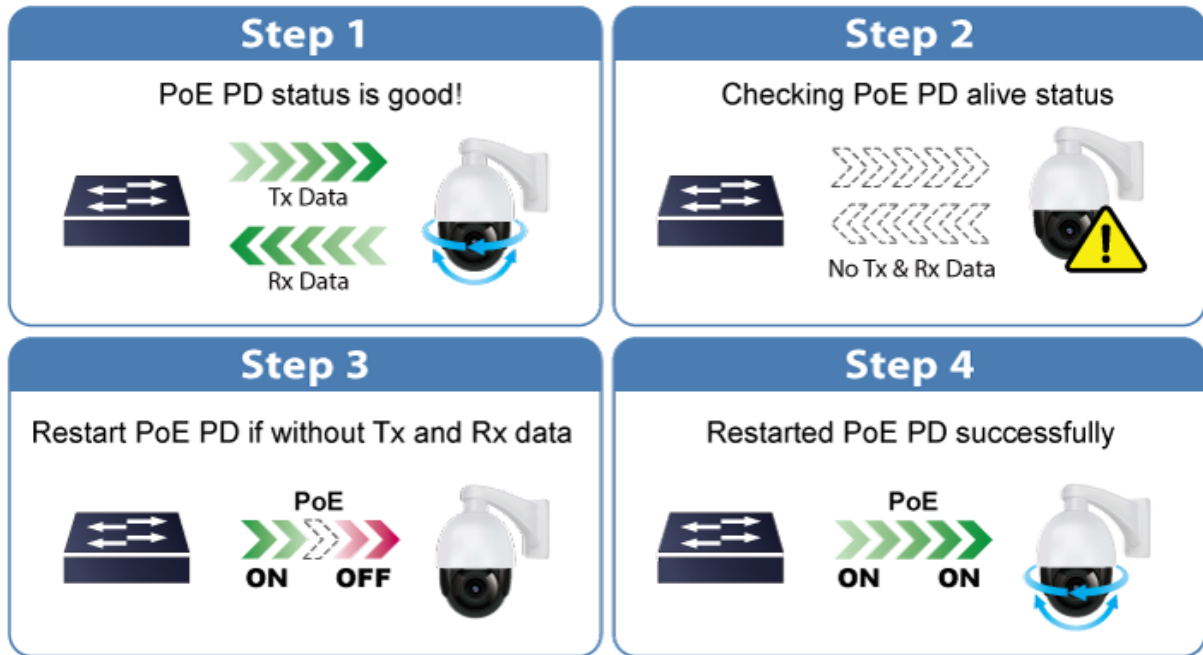 Step 1
PoE PD status is good!
Tx Data
Rx Data
Step 2
Checking PoE PD alive status
No Tx & Rx Data
Step 3
Restart PoE PD if without Tx and Rx data
PoE
ON OFF
Step 4
Restarted PoE PD successfully
PoE
ON ON